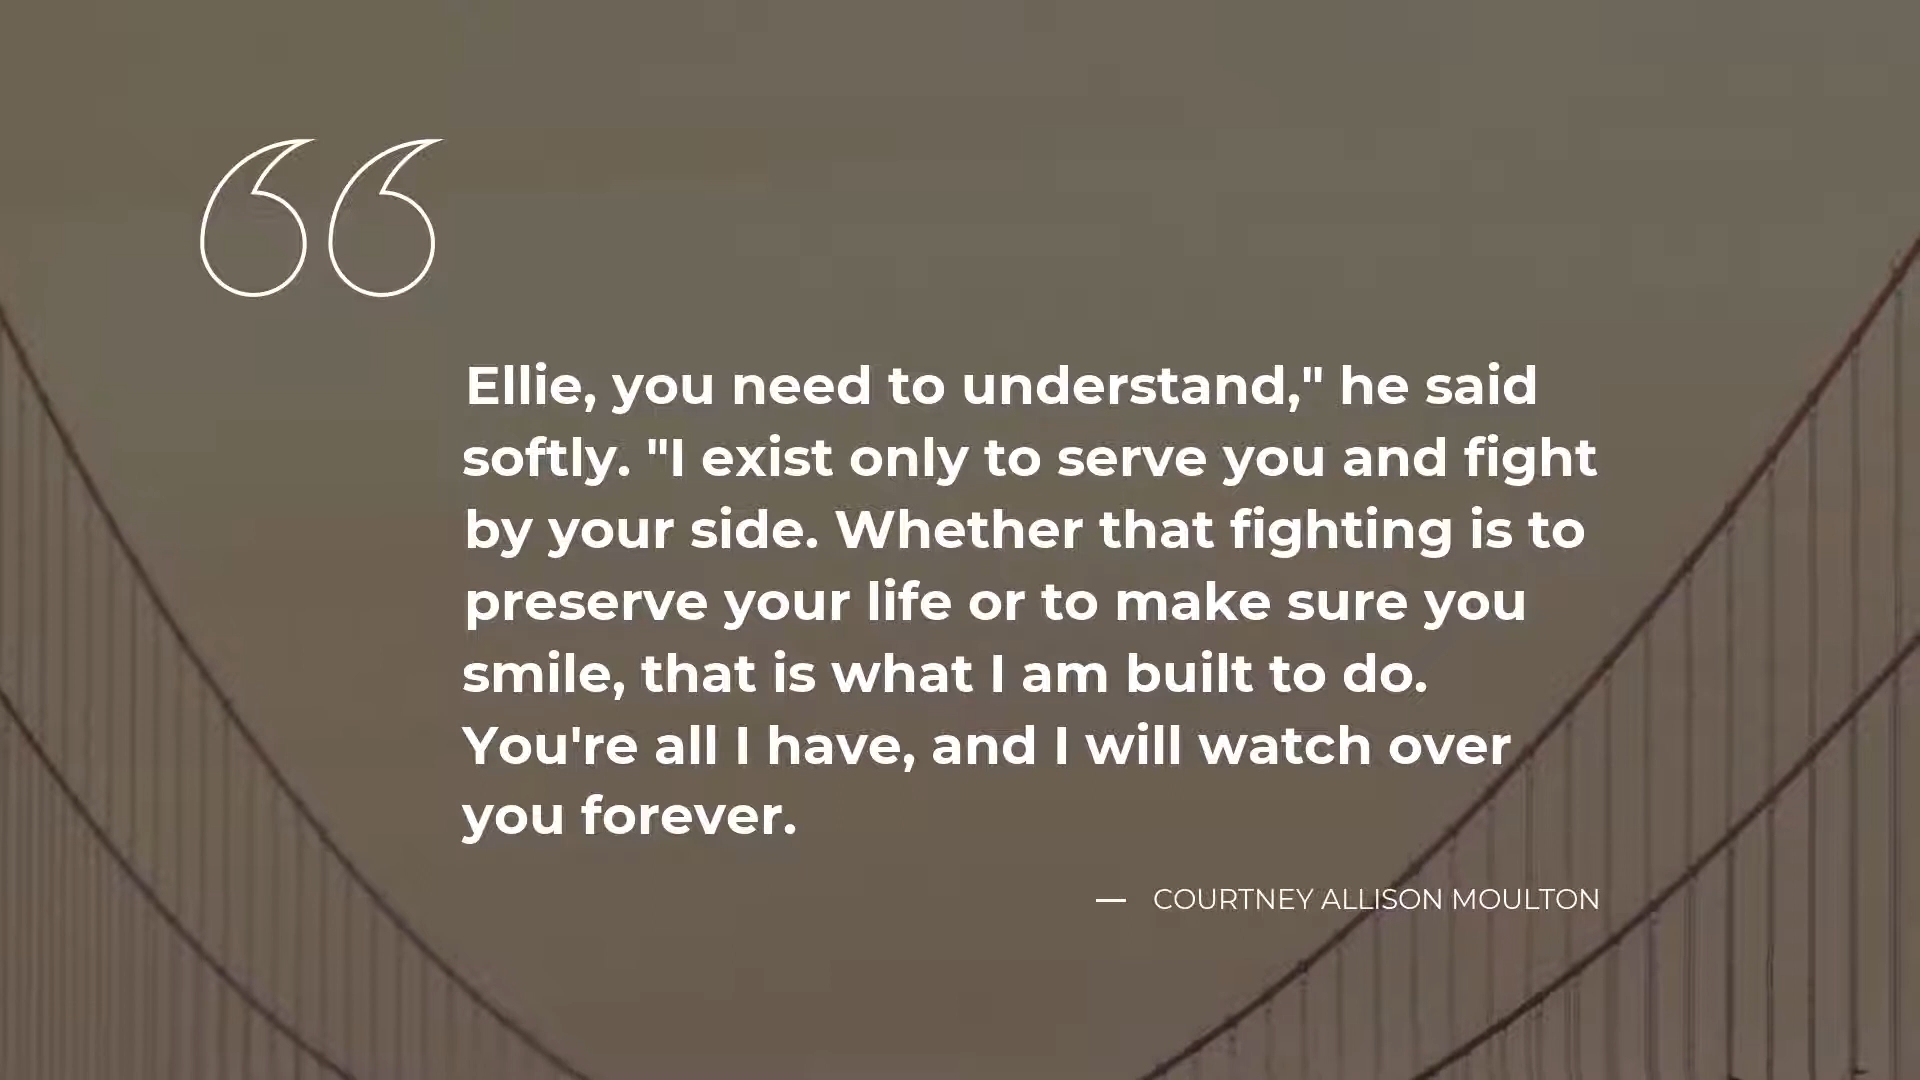 “
Ellie, you need to understand," he said
softly. "I exist only to serve you and fight
by your side. Whether that fighting is to
preserve your life or to make sure you
smile, that is what I am built to do.
You're all I have, and I will watch over
you forever.
— COURTNEY ALLISON MOULTON